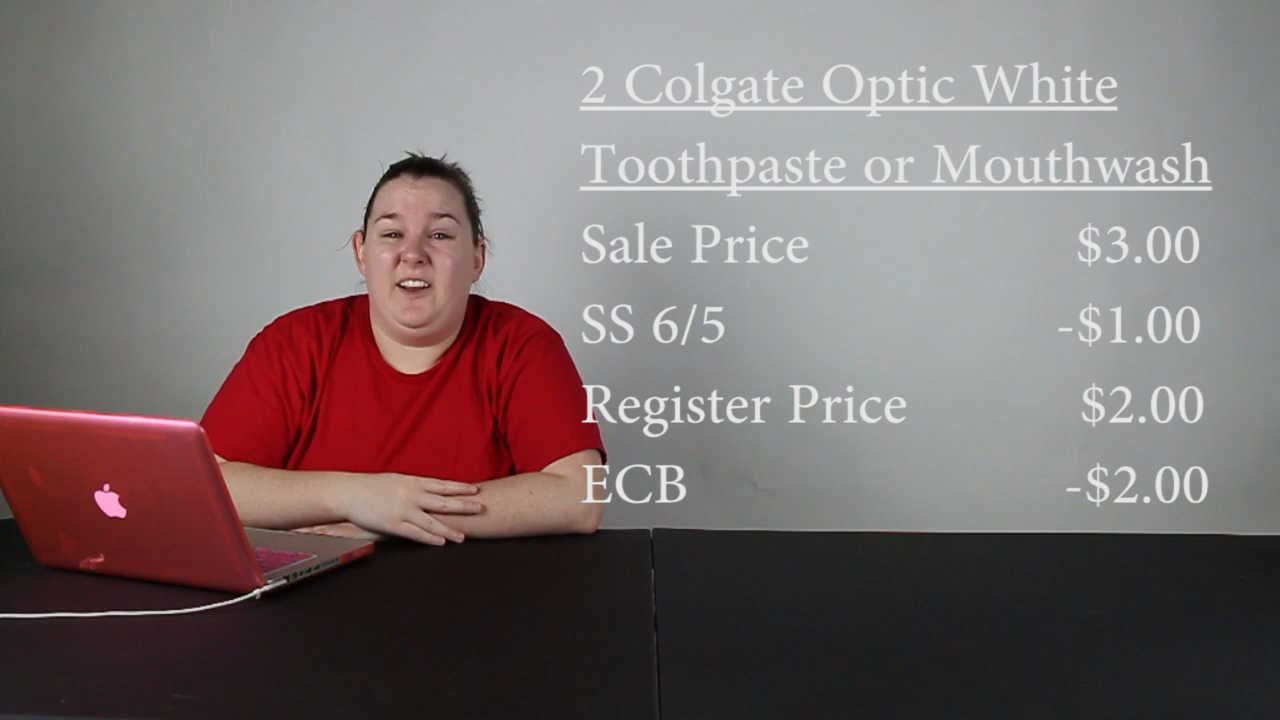 2 Colgate Optic White
Toothpaste or Mouthwash
Sale Price $3.00
SS 6/5 -$1.00
Register Price $2.00
ECB -$2.00